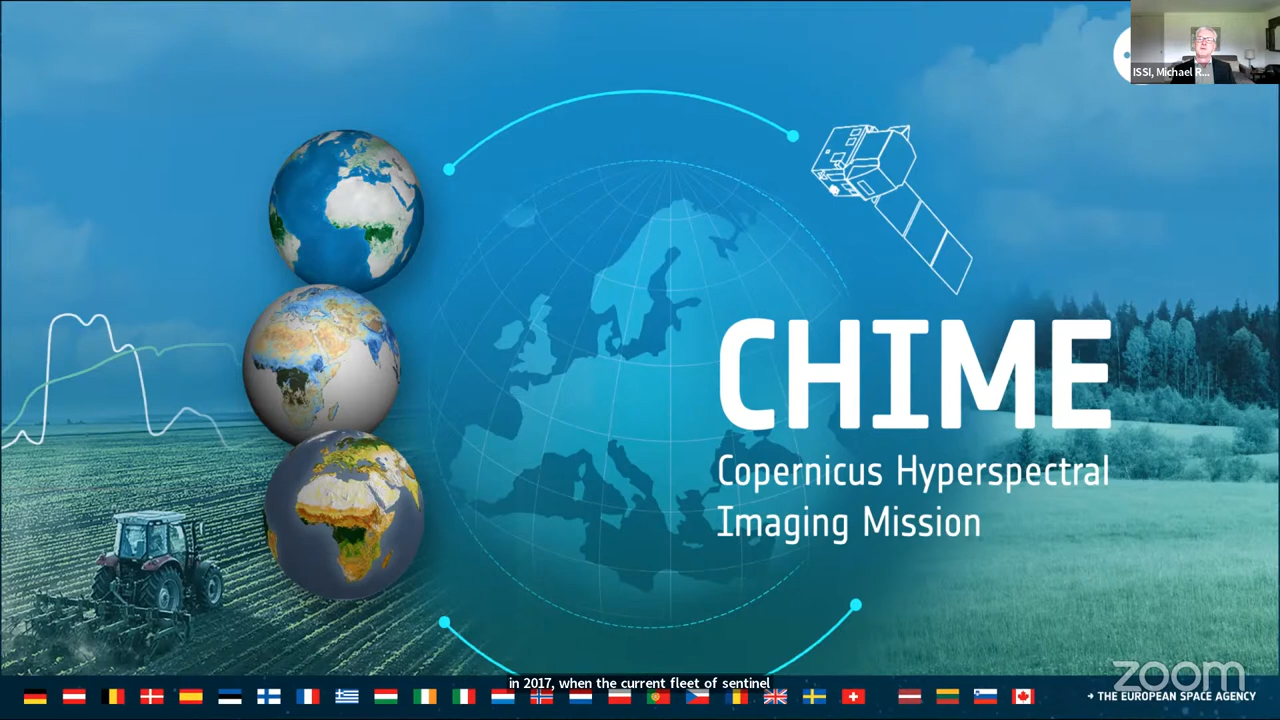 ISSI, Michael R...
CHIME
Copernicus Hyperspectral
Imaging Mission
in 2017, when the current fleet of sentinel
zoom
→ THE EUROPEAN SPACE AGENCY